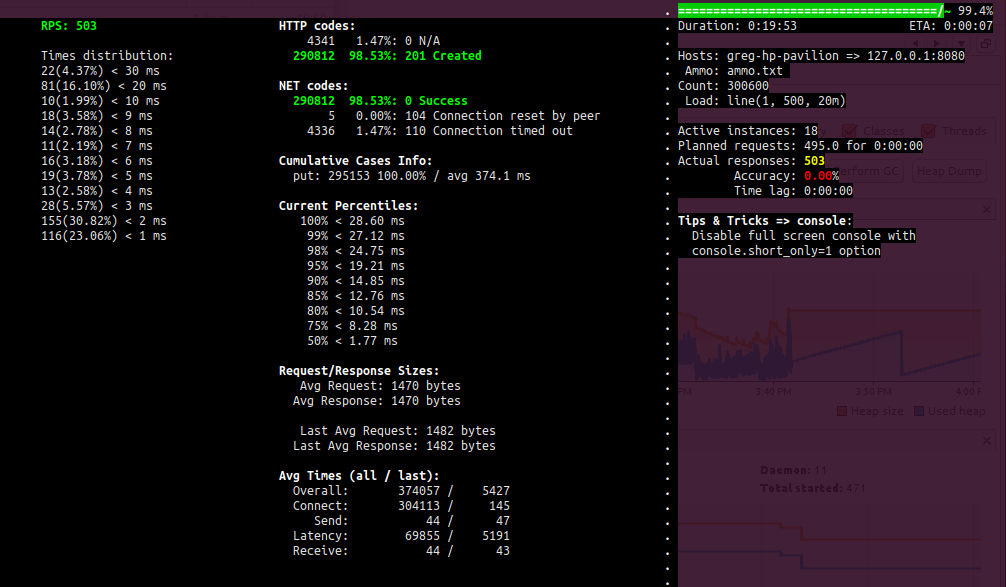 RPS: 503
Times distribution:
22(4.37%) < 30 ms
81(16.10%) < 20 ms
10(1.99%) < 10 ms
18(3.58%) < 9 ms
14(2.78%) < 8 ms
11(2.19%) < 7 ms
16(3.18%) < 6 ms
19(3.78%) < 5 ms
13(2.58%) < 4 ms
28(5.57%) < 3 ms
155(30.82%) < 2 ms
116(23.06%) < 1 ms
HTTP codes:
4341 1.47%: 0 N/A
290812 98.53%: 201 Created
NET codes:
290812 98.53%: 0 Success
5 0.00%: 104 Connection reset by peer
4336 1.47%: 110 Connection timed out
Cumulative Cases Info:
put: 295153 100.00% / avg 374.1 ms
Current Percentiles:
100% < 28.60 ms
99% < 27.12 ms
98% < 24.75 ms
95% < 19.21 ms
90% < 14.85 ms
85% < 12.76 ms
80% < 10.54 ms
75% < 8.28 ms
50% < 1.77 ms
Request/Response Sizes:
Avg Request: 1470 bytes
Avg Response: 1470 bytes
Last Avg Request: 1482 bytes
Last Avg Response: 1482 bytes
Avg Times (all / last):
Overall: 374057 / 5427
Connect: 304113 / 145
Send: 44 / 47
Latency: 69855 / 5191
Receive: 44 / 43
=====================================/~ 99.4%
Duration: 0:19:53 ETA: 0:00:07
Hosts: greg-hp-pavilion => 127.0.0.1:8080
Ammo: ammo.txt
Count: 300600
Load: line(1, 500, 20m)
Active instances: 18
Classes
Threads
Planned requests: 495.0 for 0:00:00
Actual responses: 503
Accuracy: 0.00%
erform GC
Heap Dump
Time lag: 0:00:00
Tips & Tricks => console:
Disable full screen console with
console.short_only=1 option
PM 3:40 PM 3:50 PM 4:00 P
Heap size Used heap
Daemon: 11
Total started: 471